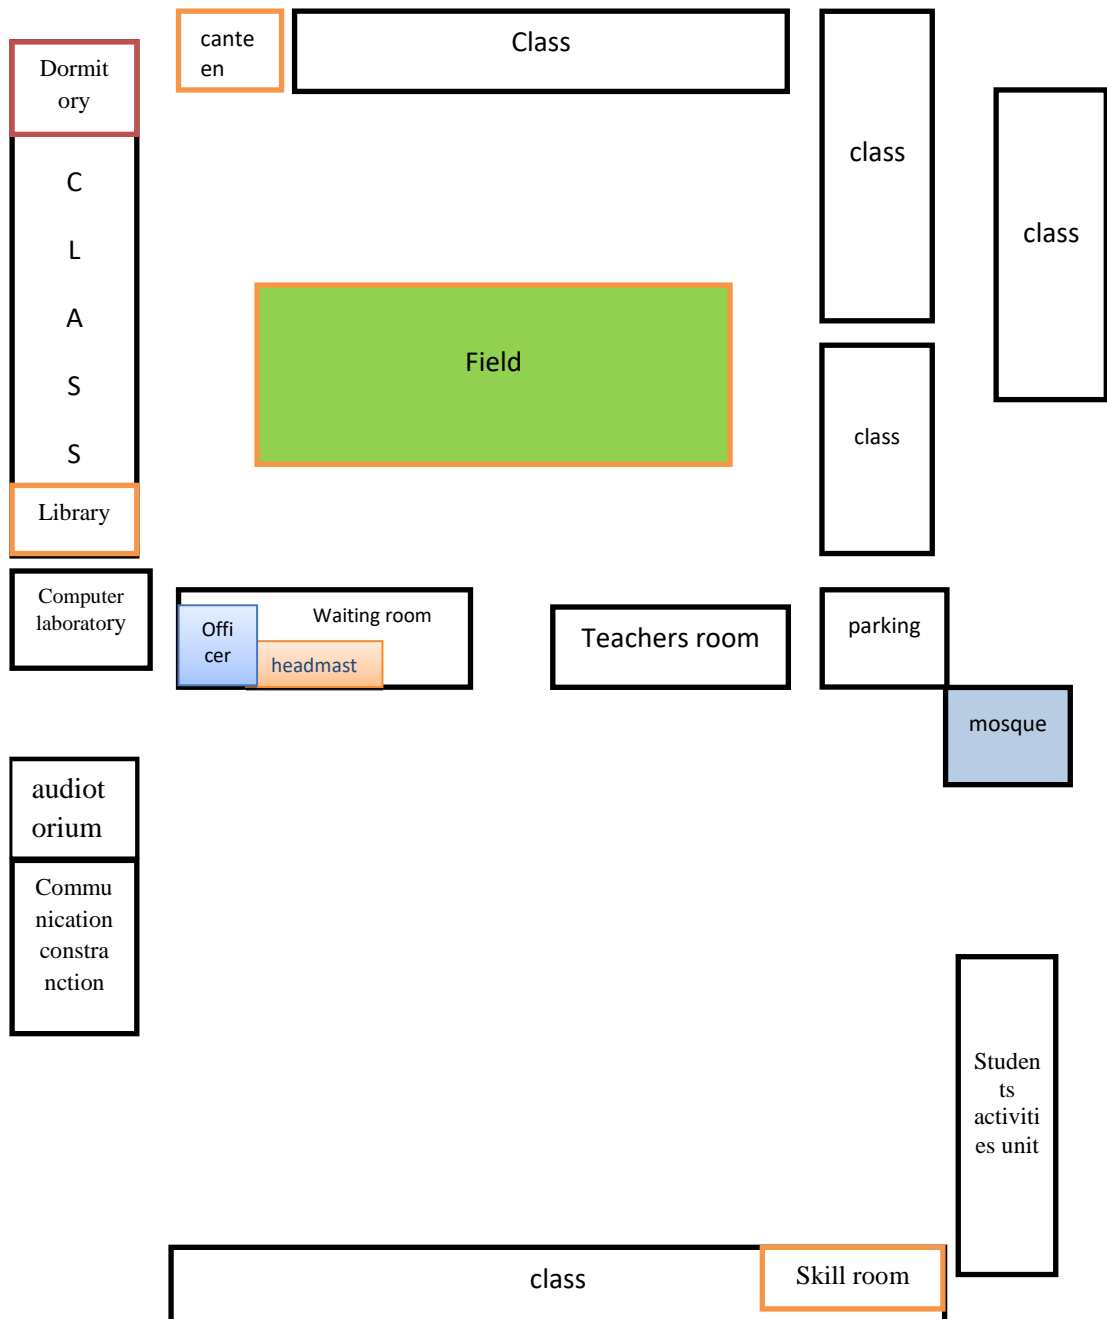 cante
en
Class
Dormit
ory
class
class
C
L
A
S
S
Field
class
Library
Computer
laboratory
Offi
cer
Waiting room
headmast
Teachers room
parking
mosque
audiot
orium
Commu
nication
constra
nction
Studen
ts
activiti
es unit
class
Skill room